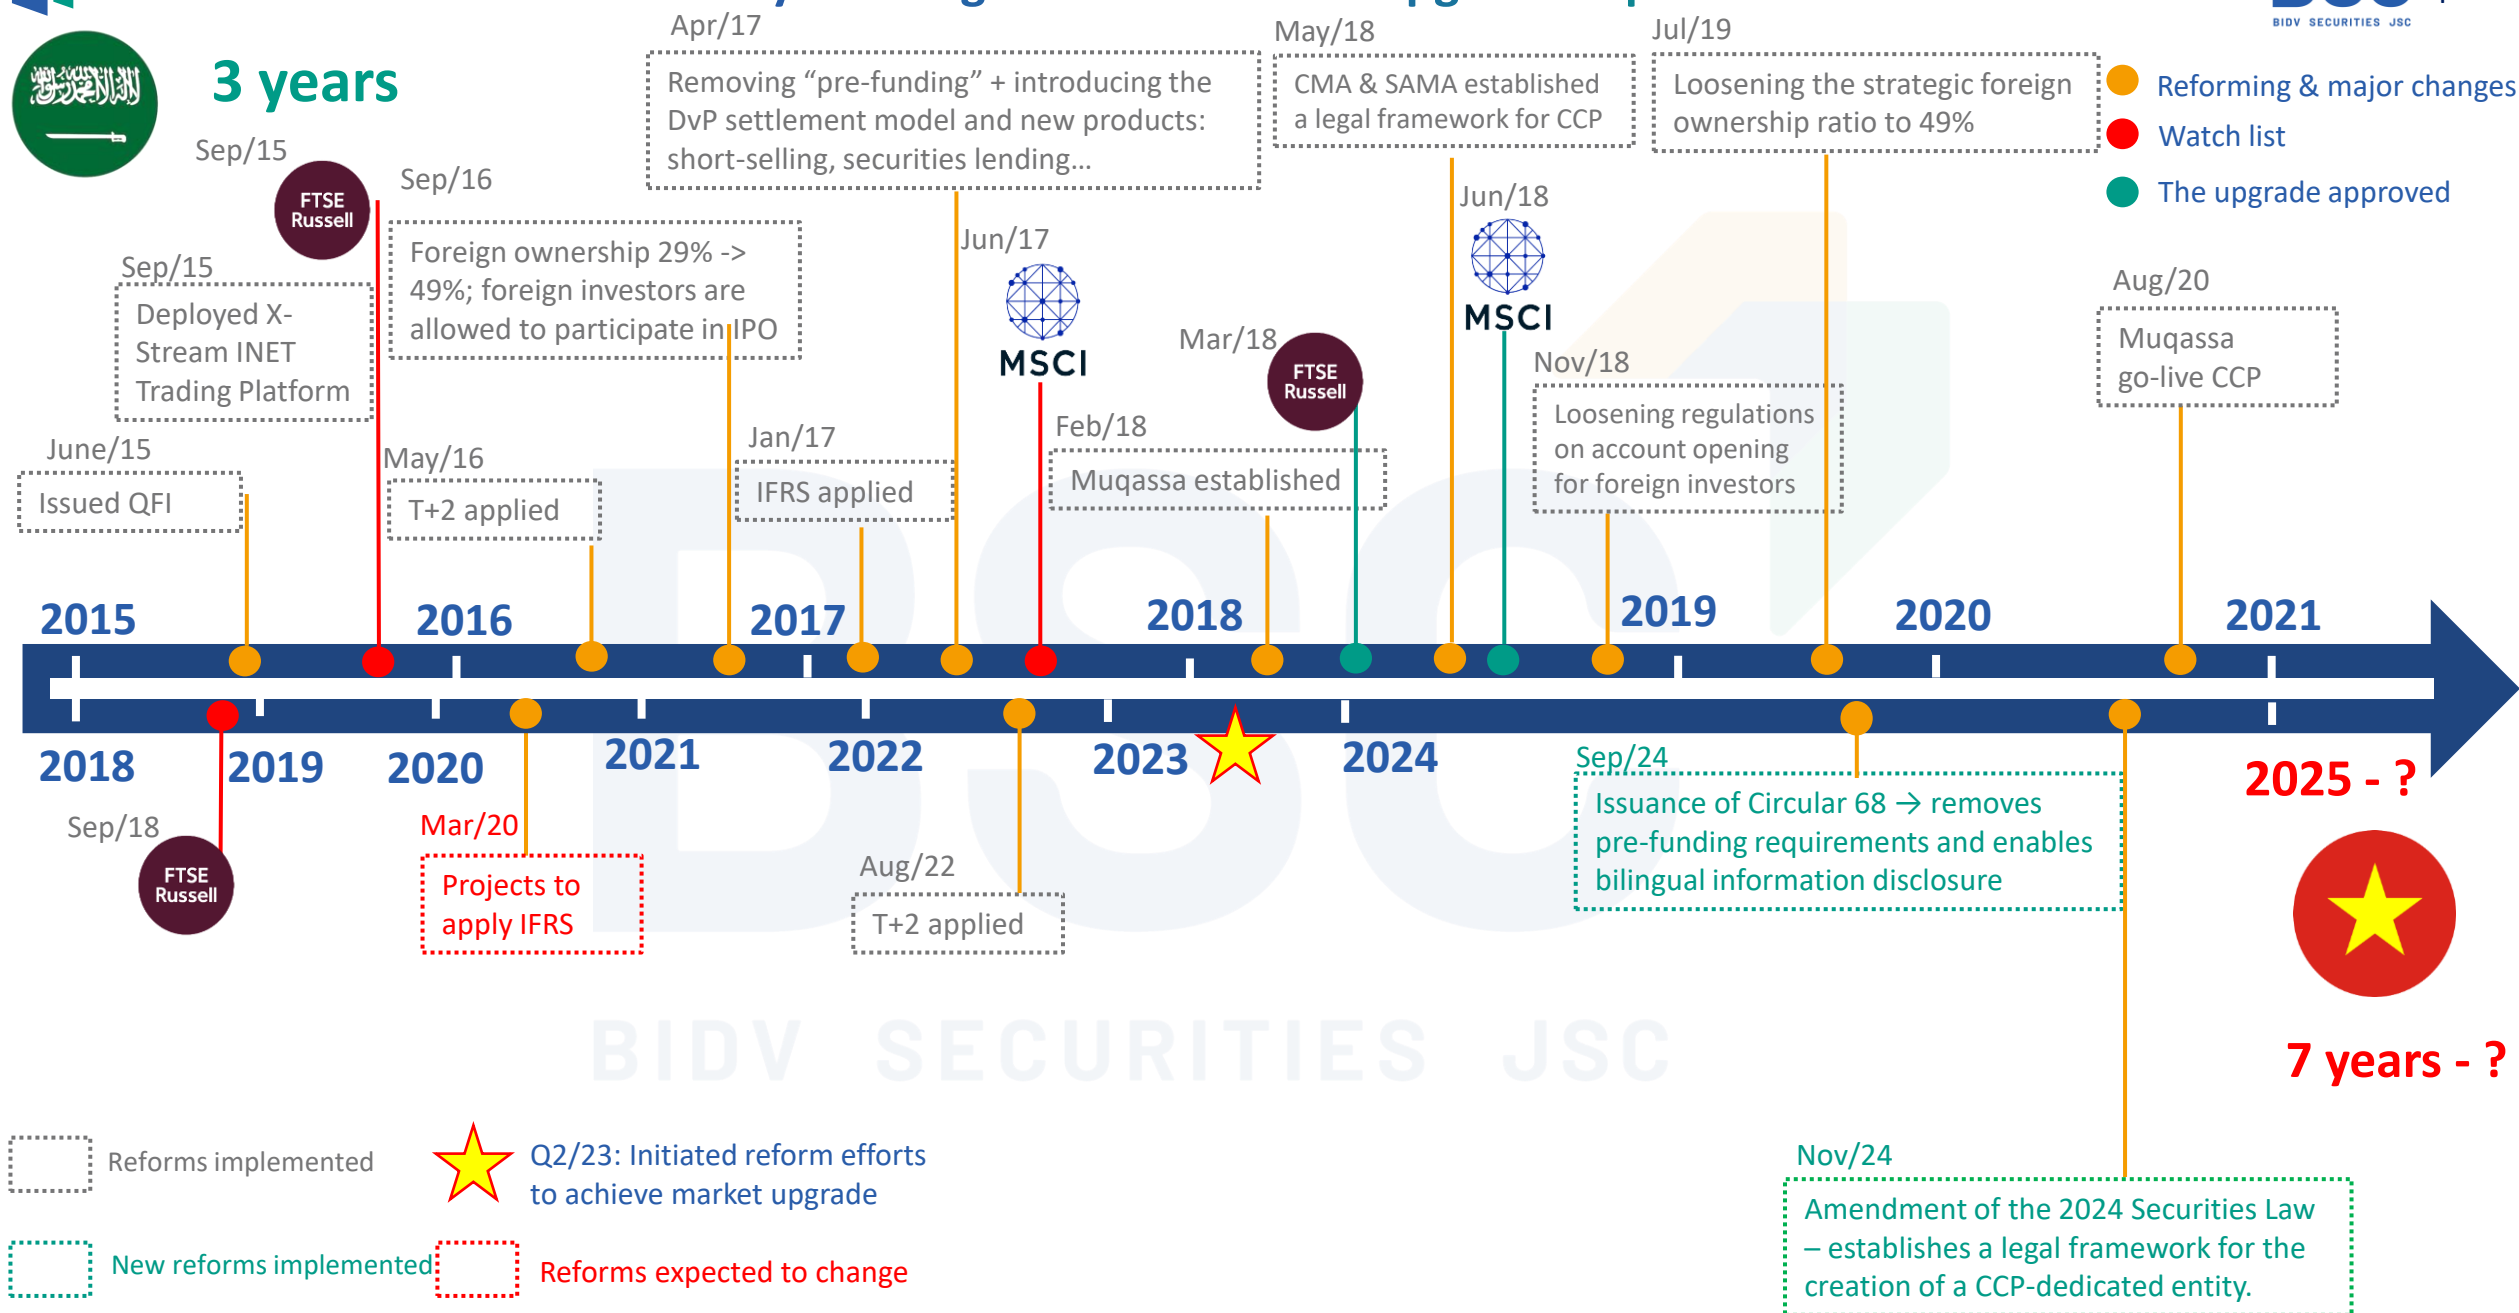 BIDV SECURITIES JSC
3 years
Apr/17
Removing “pre-funding” + introducing the
DvP settlement model and new products:
short-selling, securities lending…
May/18
CMA & SAMA established
a legal framework for CCP
Jul/19
Loosening the strategic foreign
ownership ratio to 49%
Reforming & major changes
Watch list
The upgrade approved
Sep/15
FTSE
Russell
Sep/16
Foreign ownership 29% ->
49%; foreign investors are
allowed to participate in IPO
Sep/15
Deployed X-
Stream INET
Trading Platform
Jun/17
MSCI
Mar/18
FTSE
Russell
Jun/18
MSCI
Nov/18
Loosening regulations
on account opening
for foreign investors
Aug/20
Muqassa
go-live CCP
June/15
Issued QFI
May/16
T+2 applied
Jan/17
IFRS applied
Feb/18
Muqassa established
2015
2016
2017
2018
2019
2020
2021
2018
2019
2020
2021
2022
2023
2024
2025 - ?
Sep/18
FTSE
Russell
Mar/20
Projects to
apply IFRS
Aug/22
T+2 applied
Sep/24
Issuance of Circular 68 → removes
pre-funding requirements and enables
bilingual information disclosure
7 years - ?
BSC
BIDV SECURITIES JSC
Reforms implemented
Q2/23: Initiated reform efforts
to achieve market upgrade
New reforms implemented
Reforms expected to change
Nov/24
Amendment of the 2024 Securities Law
– establishes a legal framework for the
creation of a CCP-dedicated entity.